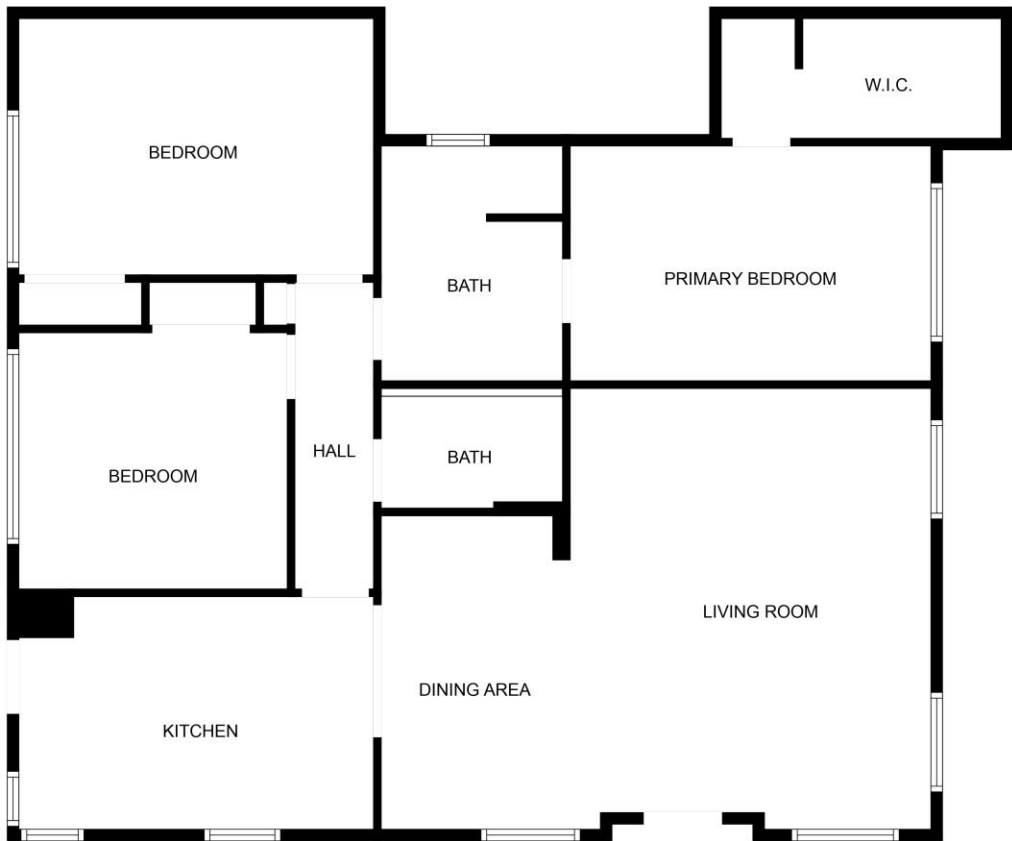 W.I.C.
BEDROOM
PRIMARY BEDROOM
BATH
HALL
BATH
BEDROOM
LIVING ROOM
DINING AREA
KITCHEN